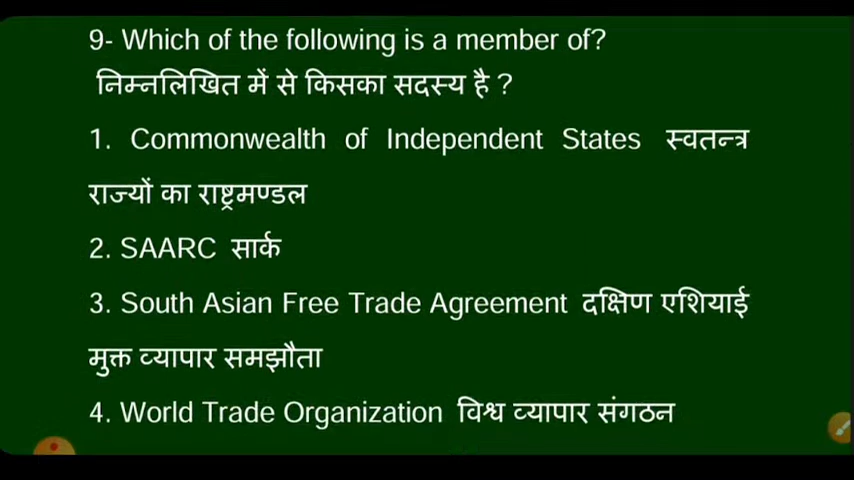 9- Which of the following is a member of?
निम्नलिखित में से किसका सदस्य है ?
1. Commonwealth of Independent States स्वतन्त्र
राज्यों का राष्ट्रमण्डल
2. SAARC सार्क
3. South Asian Free Trade Agreement दक्षिण एशियाई
मुक्त व्यापार समझौता
4. World Trade Organization विश्व व्यापार संगठन